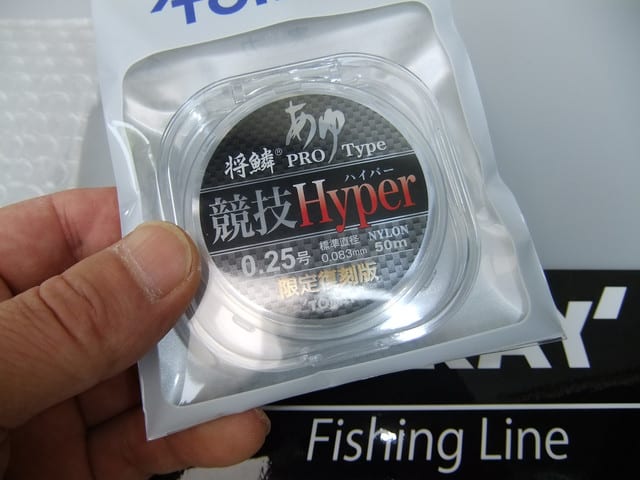 将鱗® あゆ
PRO Type
ハイパー
競技Hyper
0.25号 標準直径 0.083mm NYLON 50m
限定復刻版
RAY
Fishing Line